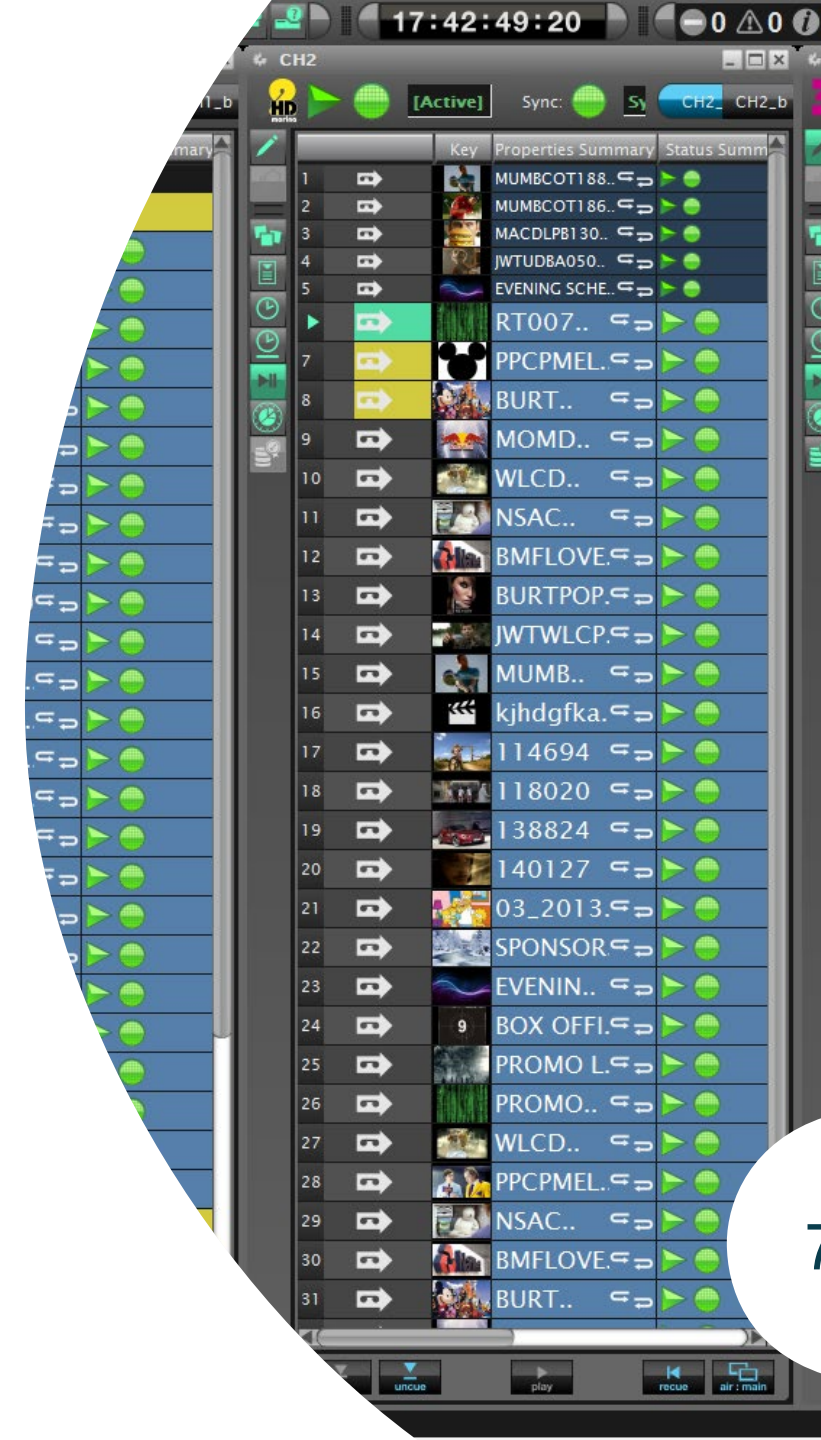 17:42:49:20 0 0
CH2
HD
marina
[Active] Sync: Sy CH2_ CH2_b
1_b
mary
Key Properties Summary Status Summ
1 MUMBCOT188..
2 MUMBCOT186..
3 MACDLPB130..
4 JWTUDBA050..
5 EVENING SCHE..
RT007..
7 PPCPMEL..
8 BURT..
9 MOMD..
10 WLCD..
11 NSAC..
12 BMFLOVE.
13 BURTPOP.
14 JWTWLCP.
15 MUMB..
16 kjhdgfka.
17 114694
18 118020
19 138824
20 140127
21 03_2013.
22 SPONSOR
23 EVENIN..
24 9 BOX OFFI.
25 PROMO L.
26 PROMO..
27 WLCD..
28 PPCPMEL.
29 NSAC..
30 BMFLOVE.
31 BURT..
7
uncue play recue air : main